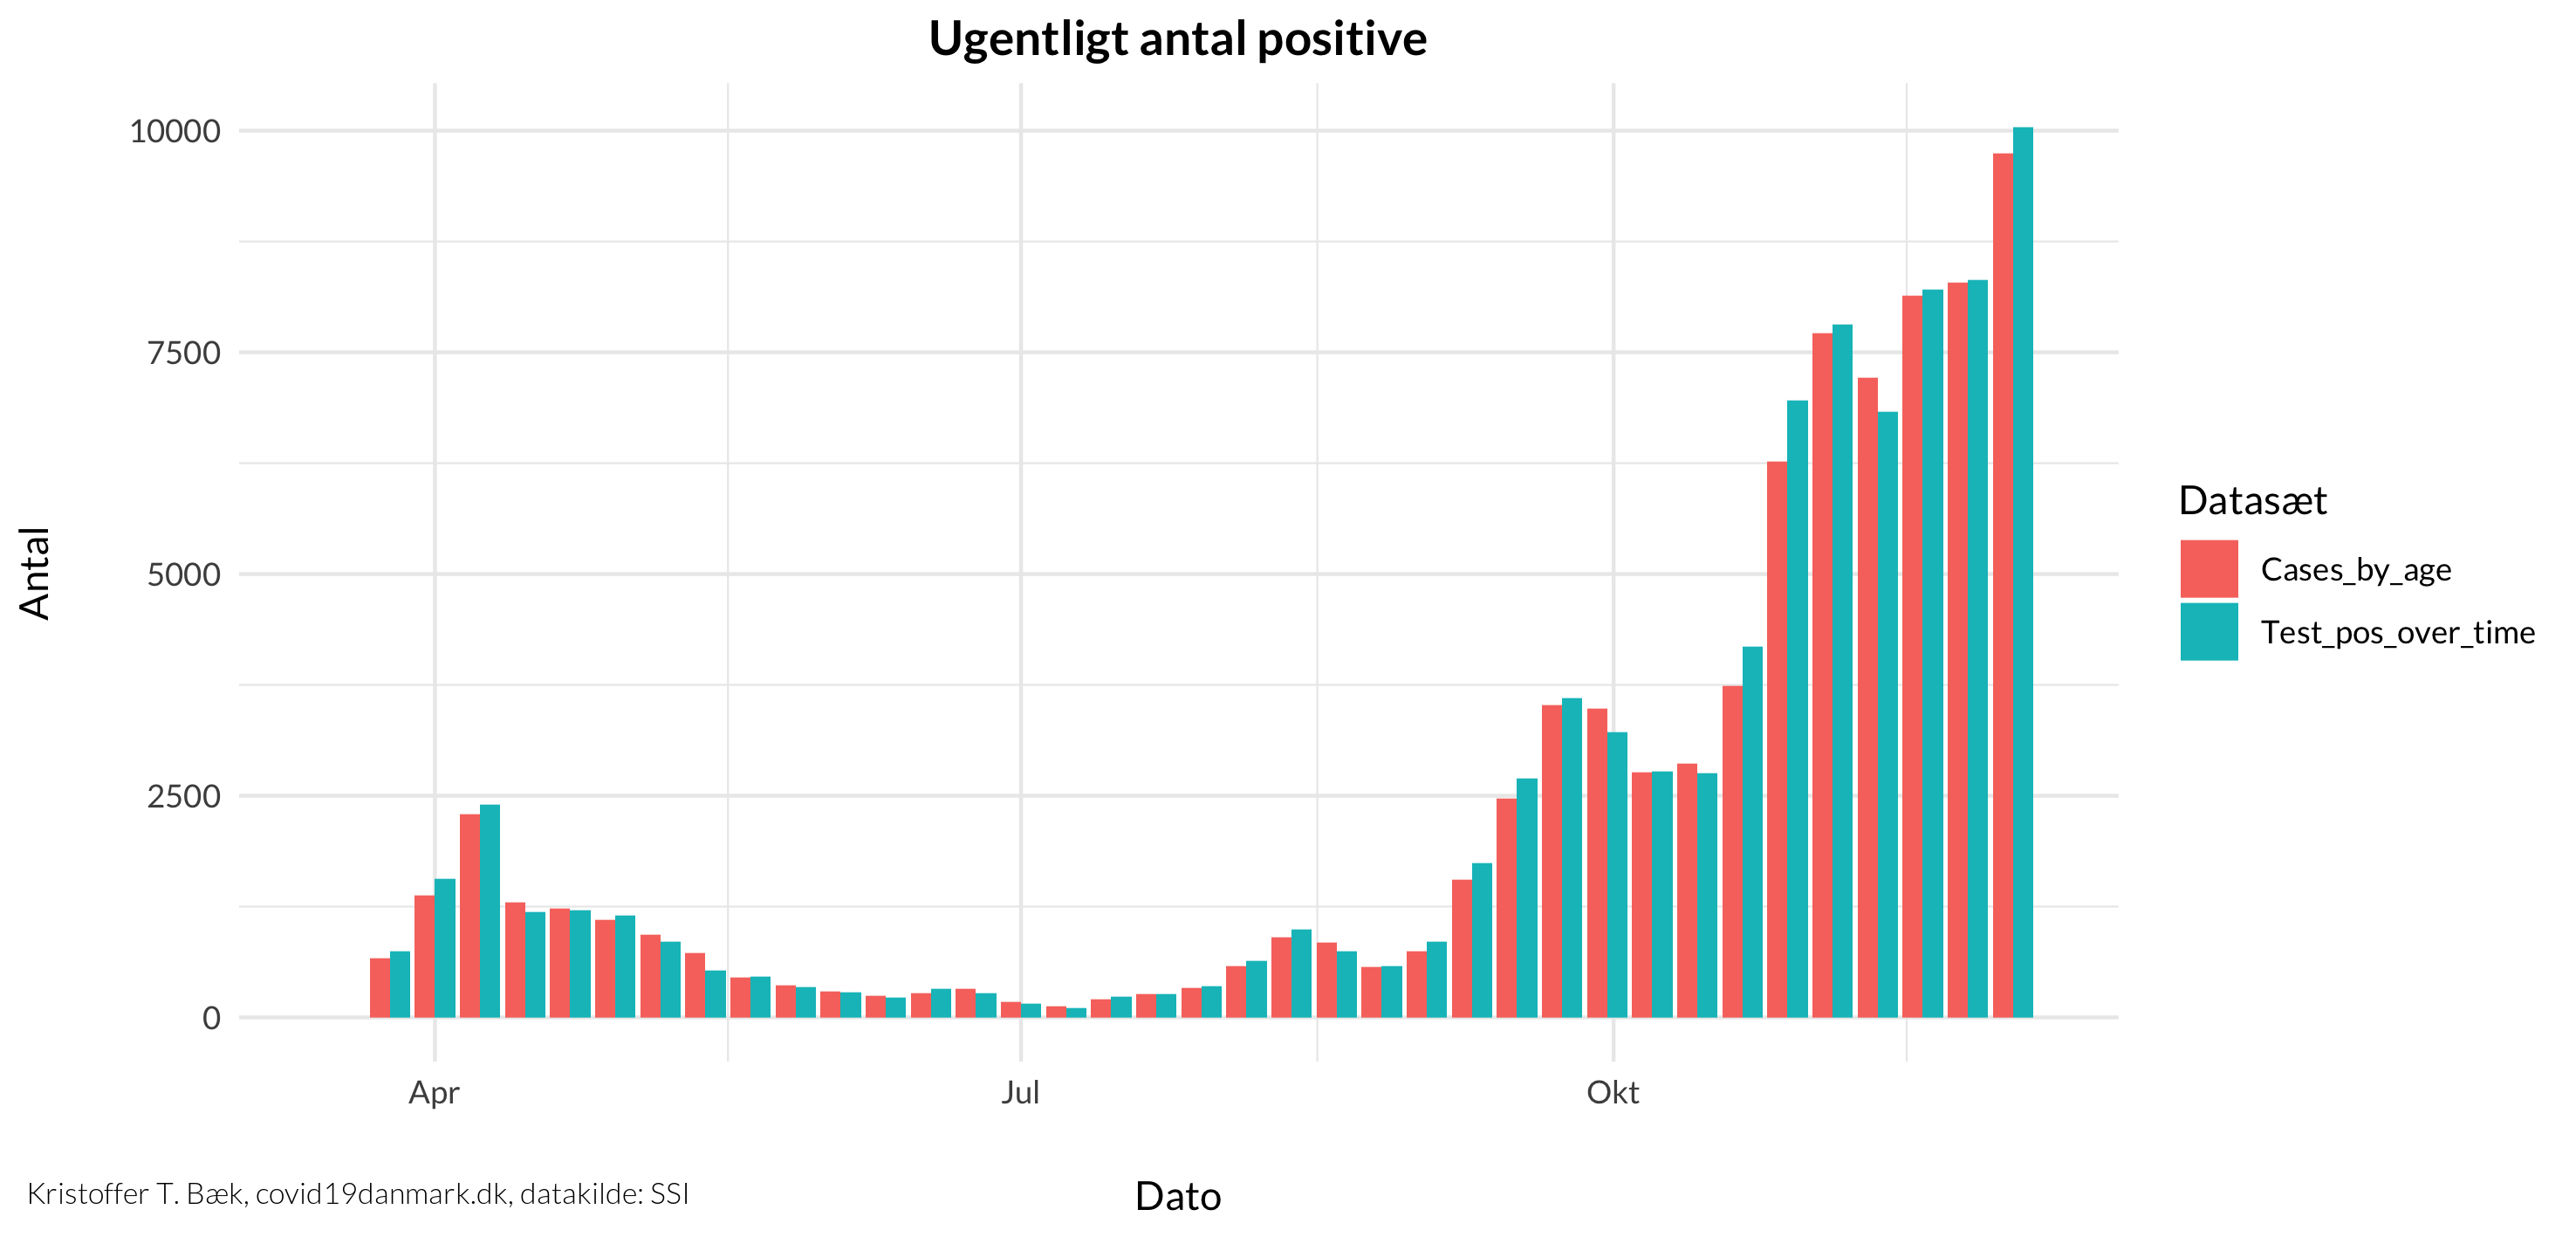 Ugentligt antal positive
10000
7500
5000
2500
0
Antal
Apr
Jul
Okt
Dato
Datasæt
Cases_by_age
Test_pos_over_time
Kristoffer T. Bæk, covid19danmark.dk, datakilde: SSI